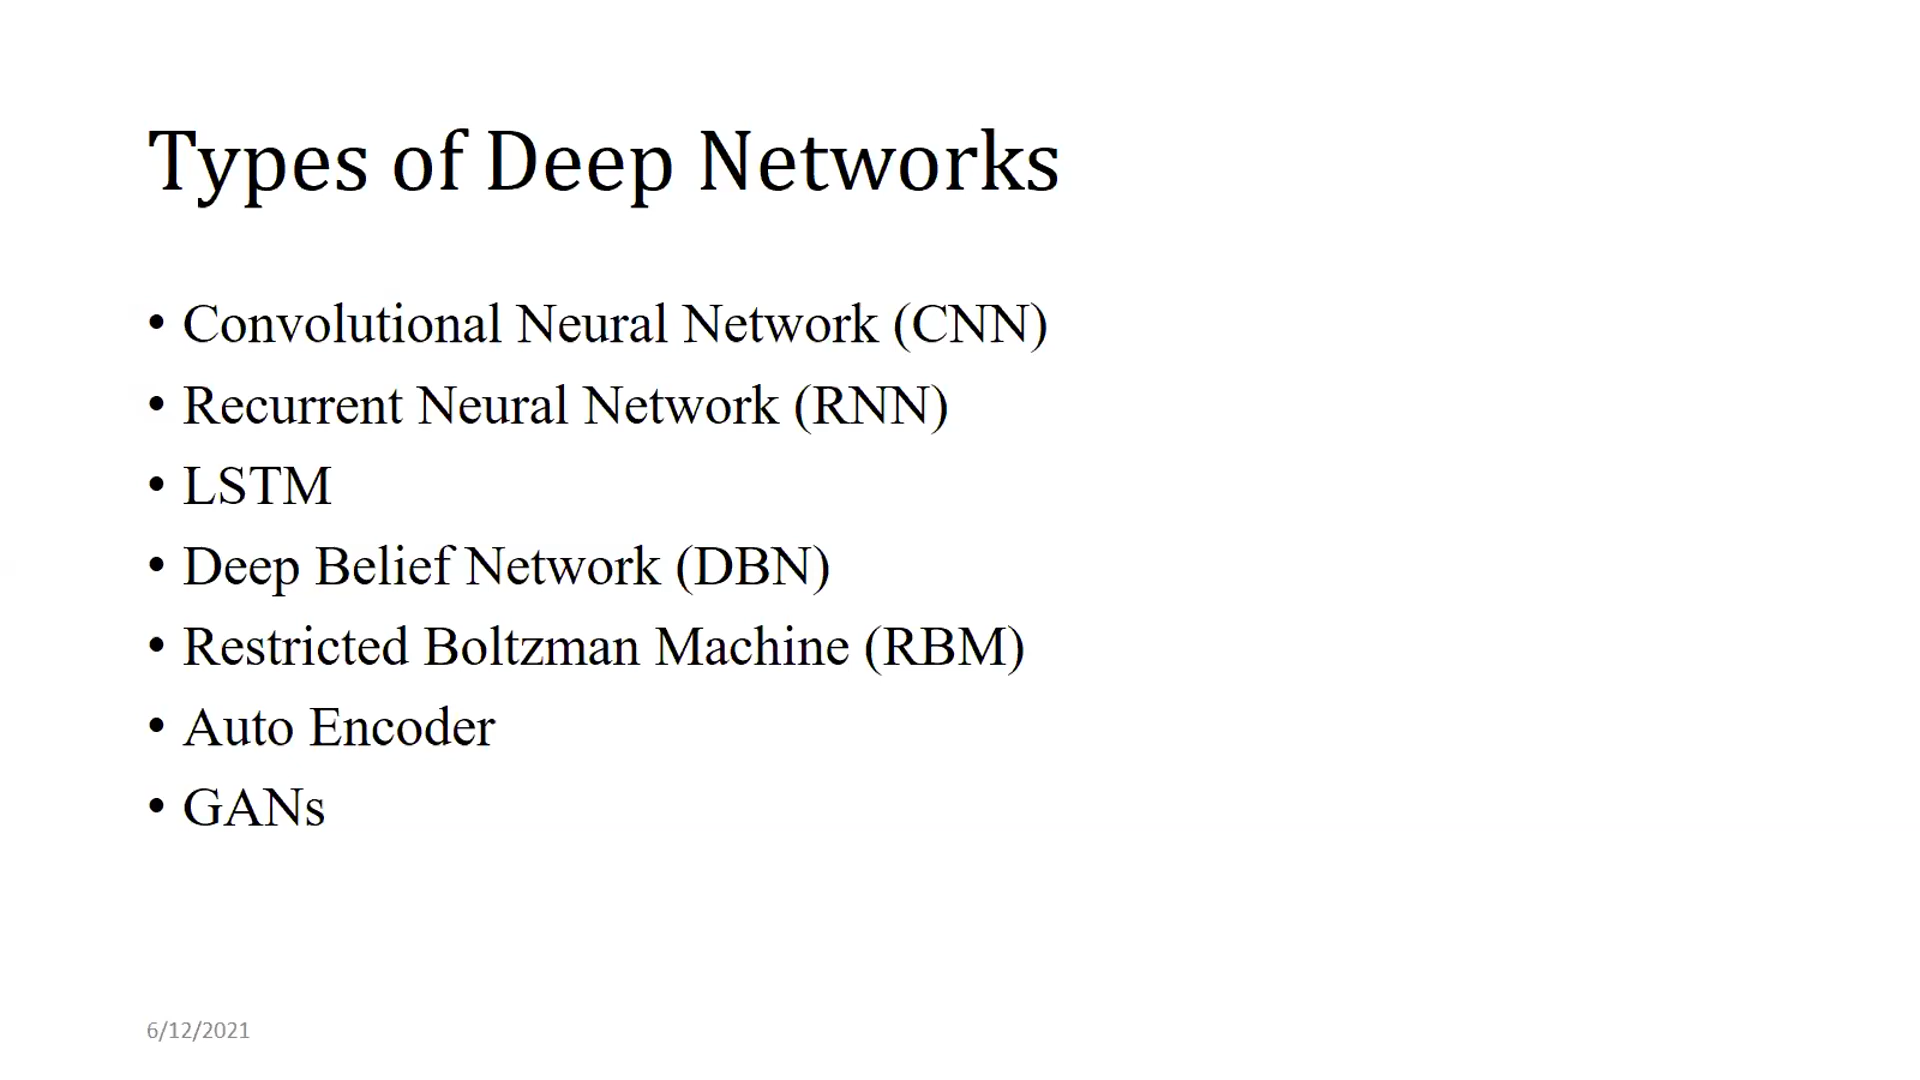 Types of Deep Networks
• Convolutional Neural Network (CNN)
• Recurrent Neural Network (RNN)
• LSTM
• Deep Belief Network (DBN)
• Restricted Boltzman Machine (RBM)
• Auto Encoder
• GANs
6/12/2021